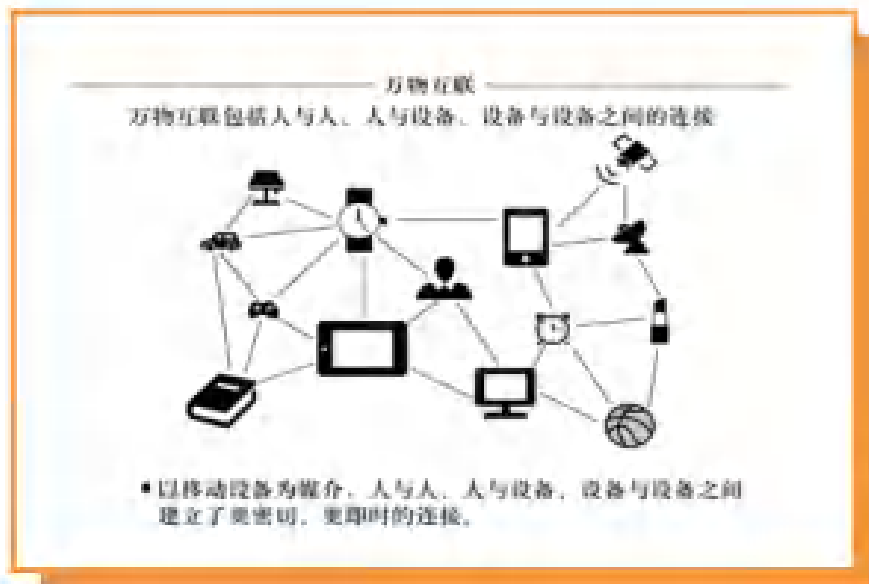 万物互联
万物互联包括人与人、人与设备、设备与设备之间的连接
▪以移动设备为媒介，人与人、人与设备、设备与设备之间
建立了更密切、更即时的连接。